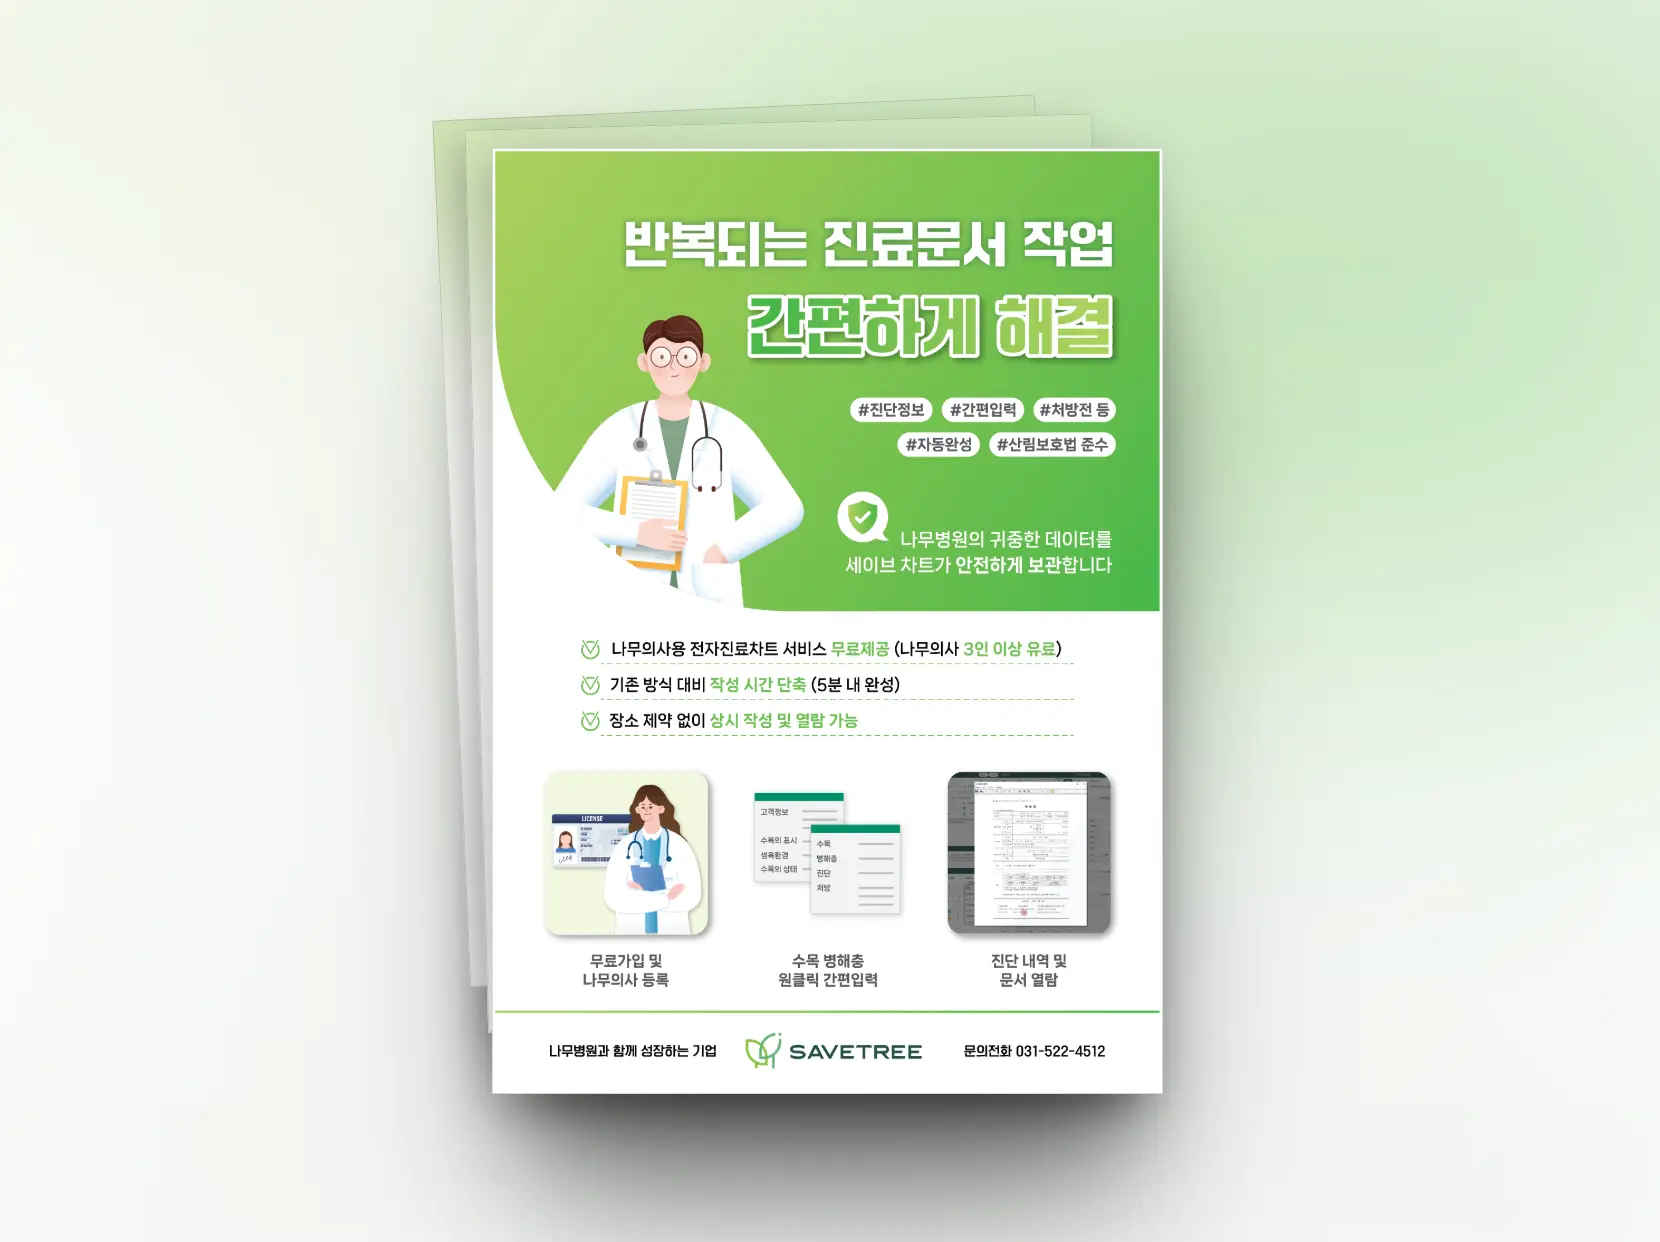 반복되는 진료문서 작업
간편하게 해결
#진단정보 #간편입력 #처방전 등
#자동완성 #산림보호법 준수
나무병원의 귀중한 데이터를
세이브 차트가 안전하게 보관합니다
나무의사용 전자진료차트 서비스 무료제공 (나무의사 3인 이상 유료)
기존 방식 대비 작성 시간 단축 (5분 내 완성)
장소 제약 없이 상시 작성 및 열람 가능
LICENSE
고객정보
수목의 표시
생육환경
수목의 상태
수목
병해충
진단
처방
무료가입 및
나무의사 등록
수목 병해충
원클릭 간편입력
진단 내역 및
문서 열람
나무병원과 함께 성장하는 기업
SAVETREE
문의전화 031-522-4512